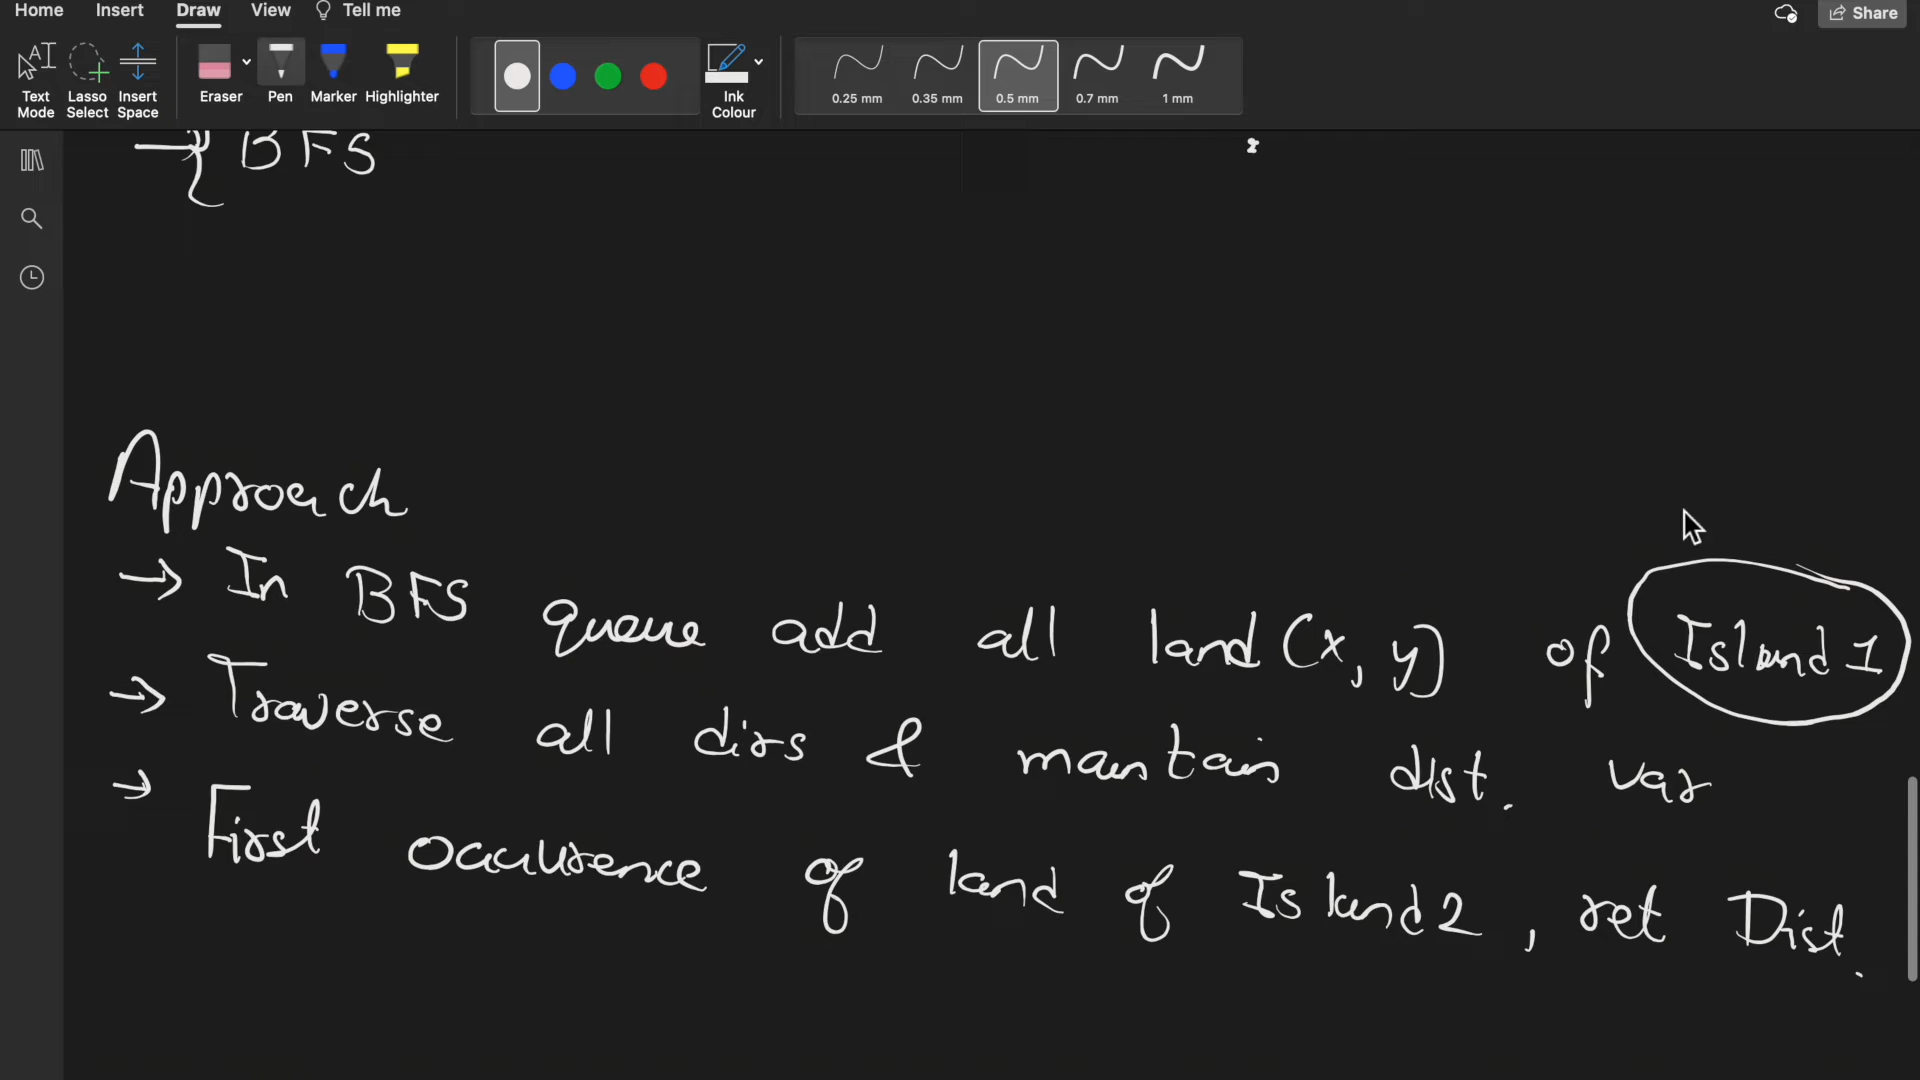 Home Insert Draw View Tell me Share
Text Mode Lasso Select Insert Space Eraser Pen Marker Highlighter Ink Colour 0.25 mm 0.35 mm 0.5 mm 0.7 mm 1 mm
BFS
Approach
→ In BFS queue add all land (x, y) of Island 1
→ Traverse all dirs & maintain dist. var
→ First occurence of land of Island 2, ret Dist.